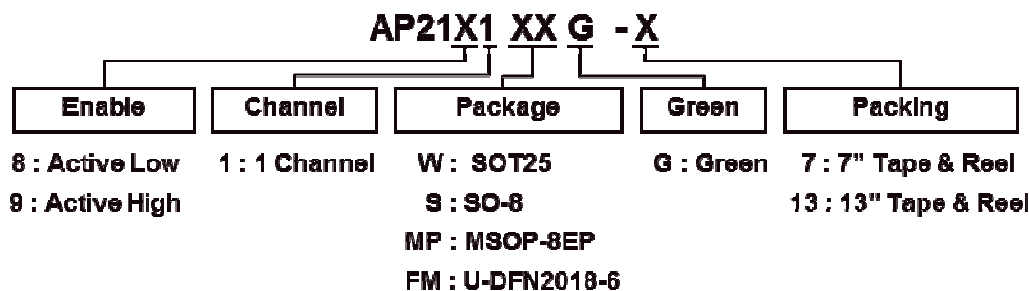 AP21X1 XX G - X
Enable Channel Package Green Packing
8 : Active Low 1 : 1 Channel W : SOT25 G : Green 7 : 7" Tape & Reel
9 : Active High S : SO-8 13 : 13" Tape & Reel
MP : MSOP-8EP
FM : U-DFN2018-6